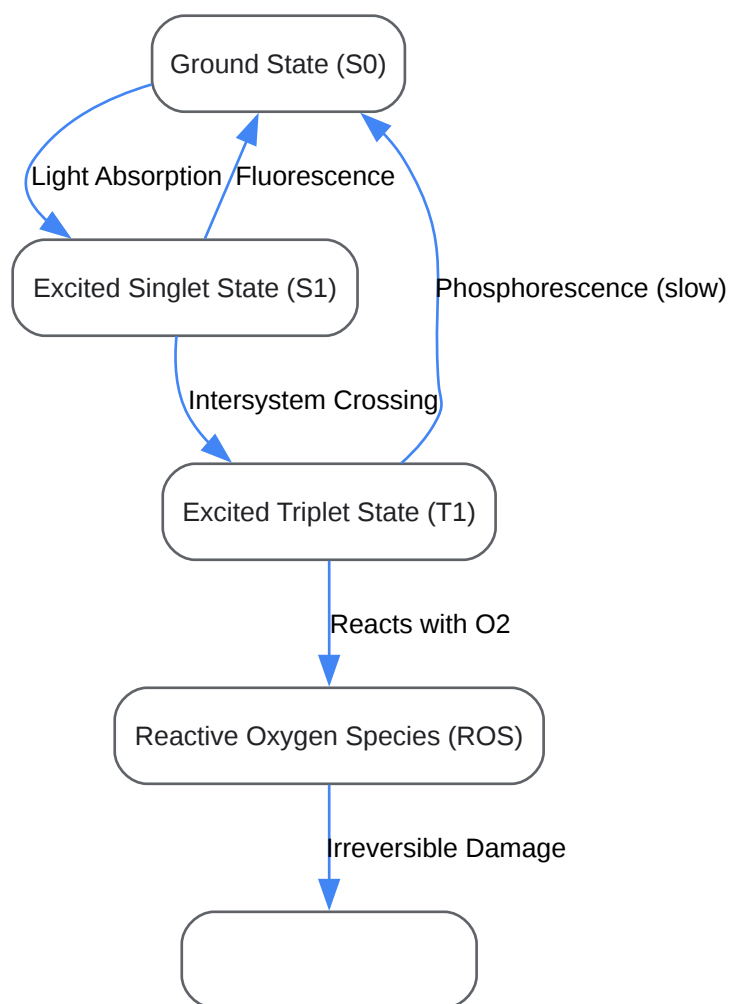 Ground State (S0)
Light Absorption
Fluorescence
Excited Singlet State (S1)
Phosphorescence (slow)
Intersystem Crossing
Excited Triplet State (T1)
Reacts with O2
Reactive Oxygen Species (ROS)
Irreversible Damage